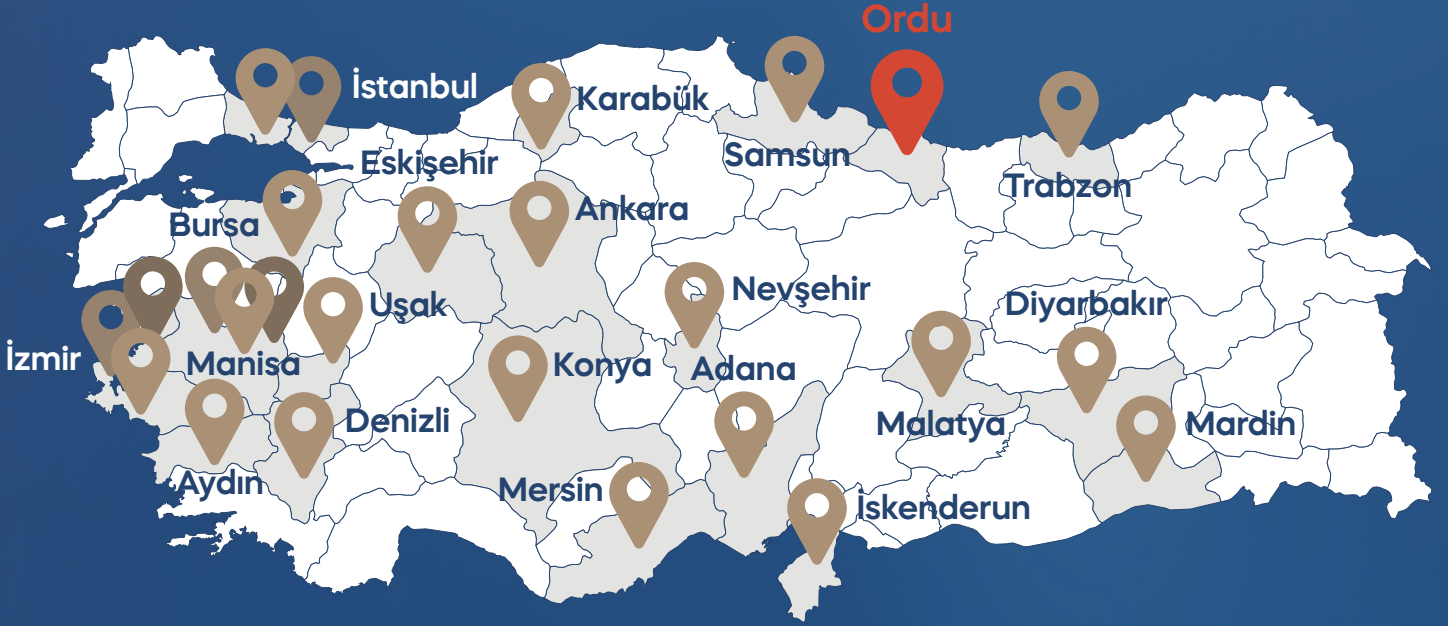 Ordu
İstanbul
Karabük
Samsun
Eskişehir
Trabzon
Ankara
Bursa
Nevşehir
Uşak
Diyarbakır
İzmir
Manisa
Konya
Adana
Denizli
Malatya
Mardin
Aydın
Mersin
İskenderun